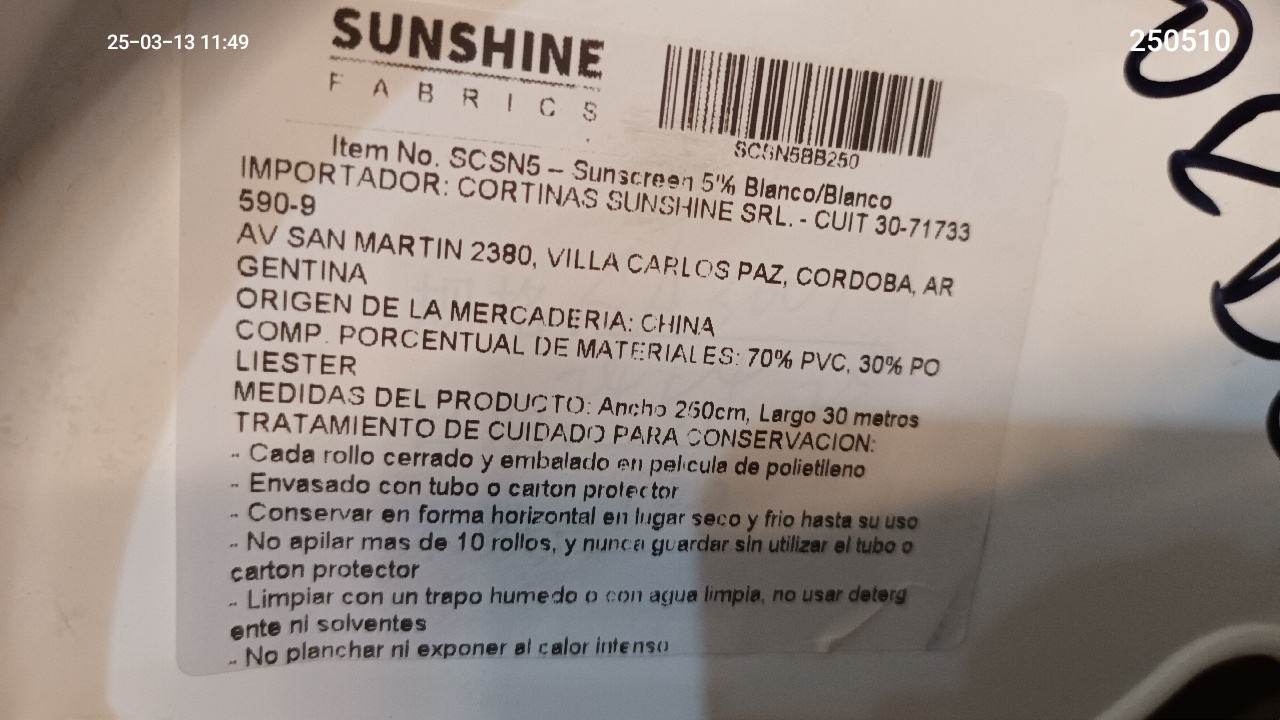 25-03-13 11:49
250510
SUNSHINE
FABRICS
SCSN5BB250
Item No. SCSN5 – Sunscreen 5% Blanco/Blanco
IMPORTADOR: CORTINAS SUNSHINE SRL. - CUIT 30-71733
590-9
AV SAN MARTIN 2380, VILLA CARLOS PAZ, CORDOBA, AR
GENTINA
ORIGEN DE LA MERCADERIA: CHINA
COMP. PORCENTUAL DE MATERIALES: 70% PVC, 30% PO
LIESTER
MEDIDAS DEL PRODUCTO: Ancho 250cm, Largo 30 metros
TRATAMIENTO DE CUIDADO PARA CONSERVACION:
- Cada rollo cerrado y embalado en pelicula de polietileno
- Envasado con tubo o carton protector
- Conservar en forma horizontal en lugar seco y frio hasta su uso
- No apilar mas de 10 rollos, y nunca guardar sin utilizar el tubo o
carton protector
- Limpiar con un trapo humedo o con agua limpia, no usar deterg
ente ni solventes
- No planchar ni exponer al calor intenso